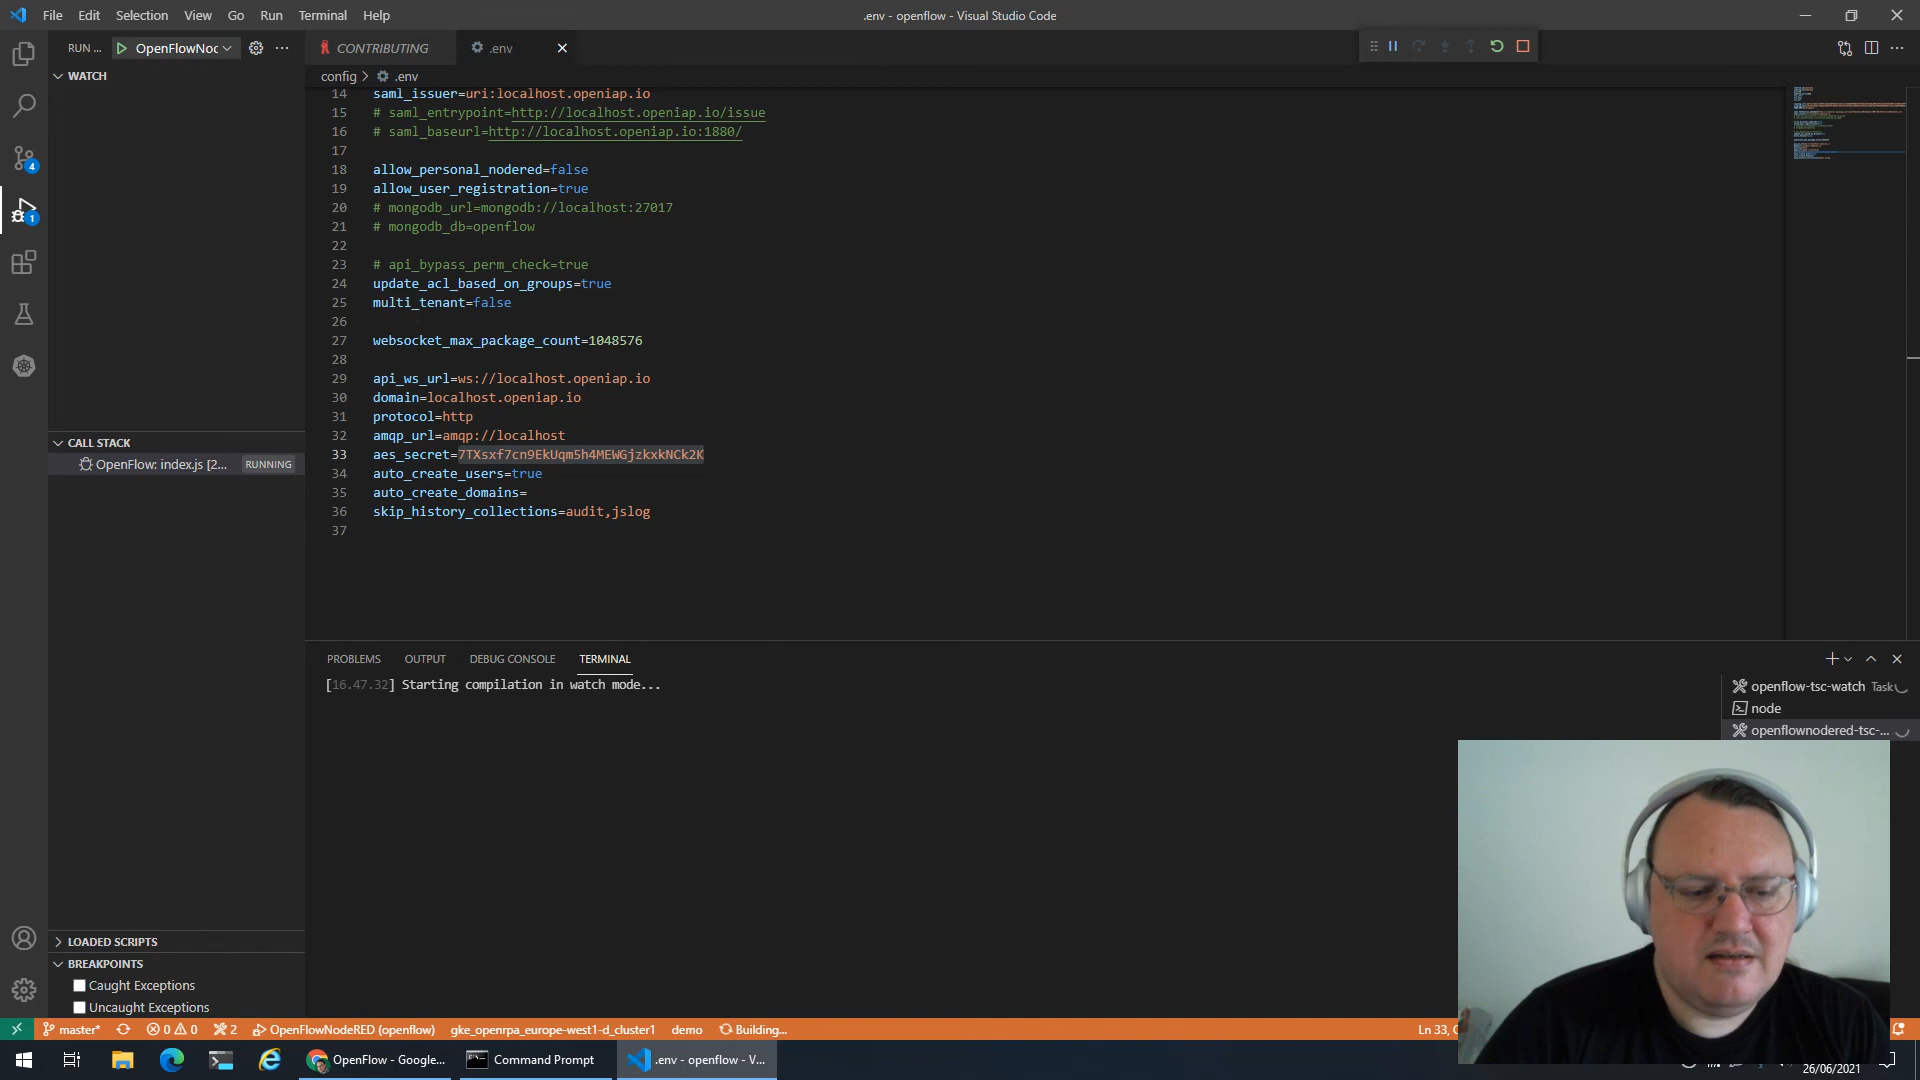 File Edit Selection View Go Run Terminal Help
.env - openflow - Visual Studio Code
RUN ... OpenFlowNoc
WATCH
CALL STACK
OpenFlow: index.js [2... RUNNING
LOADED SCRIPTS
BREAKPOINTS
Caught Exceptions
Uncaught Exceptions
4
1
CONTRIBUTING .env
config > .env
14 saml_issuer=uri:localhost.openiap.io
15 # saml_entrypoint=http://localhost.openiap.io/issue
16 # saml_baseurl=http://localhost.openiap.io:1880/
17
18 allow_personal_nodered=false
19 allow_user_registration=true
20 # mongodb_url=mongodb://localhost:27017
21 # mongodb_db=openflow
22
23 # api_bypass_perm_check=true
24 update_acl_based_on_groups=true
25 multi_tenant=false
26
27 websocket_max_package_count=1048576
28
29 api_ws_url=ws://localhost.openiap.io
30 domain=localhost.openiap.io
31 protocol=http
32 amqp_url=amqp://localhost
33 aes_secret=7TXsxf7cn9EkUqm5h4MEWGjzkxkNCk2K
34 auto_create_users=true
35 auto_create_domains=
36 skip_history_collections=audit,jslog
37
PROBLEMS OUTPUT DEBUG CONSOLE TERMINAL
[16.47.32] Starting compilation in watch mode...
openflow-tsc-watch Task
node
openflownodered-tsc-...
master* 0 0 2 OpenFlowNodeRED (openflow) gke_openrpa_europe-west1-d_cluster1 demo Building... Ln 33,
OpenFlow - Google... Command Prompt .env - openflow - V...
26/06/2021